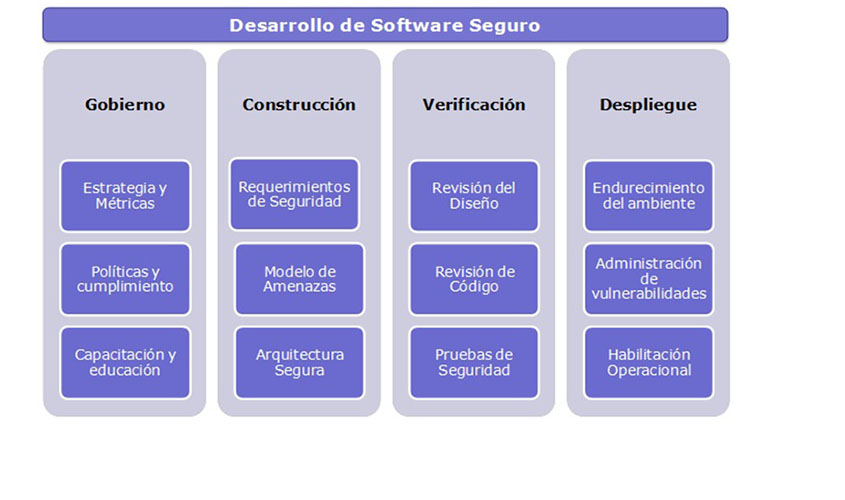 Desarrollo de Software Seguro
Gobierno
Estrategia y
Métricas
Políticas y
cumplimiento
Capacitación y
educación
Construcción
Requerimientos
de Seguridad
Modelo de
Amenazas
Arquitectura
Segura
Verificación
Revisión del
Diseño
Revisión de
Código
Pruebas de
Seguridad
Despliegue
Endurecimiento
del ambiente
Administración
de
vulnerabilidades
Habilitación
Operacional